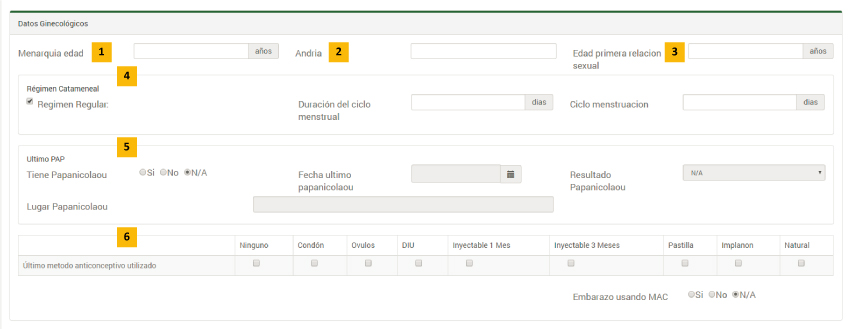 Datos Ginecológicos
Menarquia edad 1 años Andria 2 Edad primera relacion sexual 3 años
4
Régimen Catameneal
Regimen Regular: Duración del ciclo menstrual dias Ciclo menstruacion dias
5
Ultimo PAP
Tiene Papanicolaou Si No N/A Fecha ultimo papanicolaou Resultado Papanicolaou N/A
Lugar Papanicolaou
6
Ninguno Condón Ovulos DIU Inyectable 1 Mes Inyectable 3 Meses Pastilla Implanon Natural
Último metodo anticonceptivo utilizado
Embarazo usando MAC Si No N/A